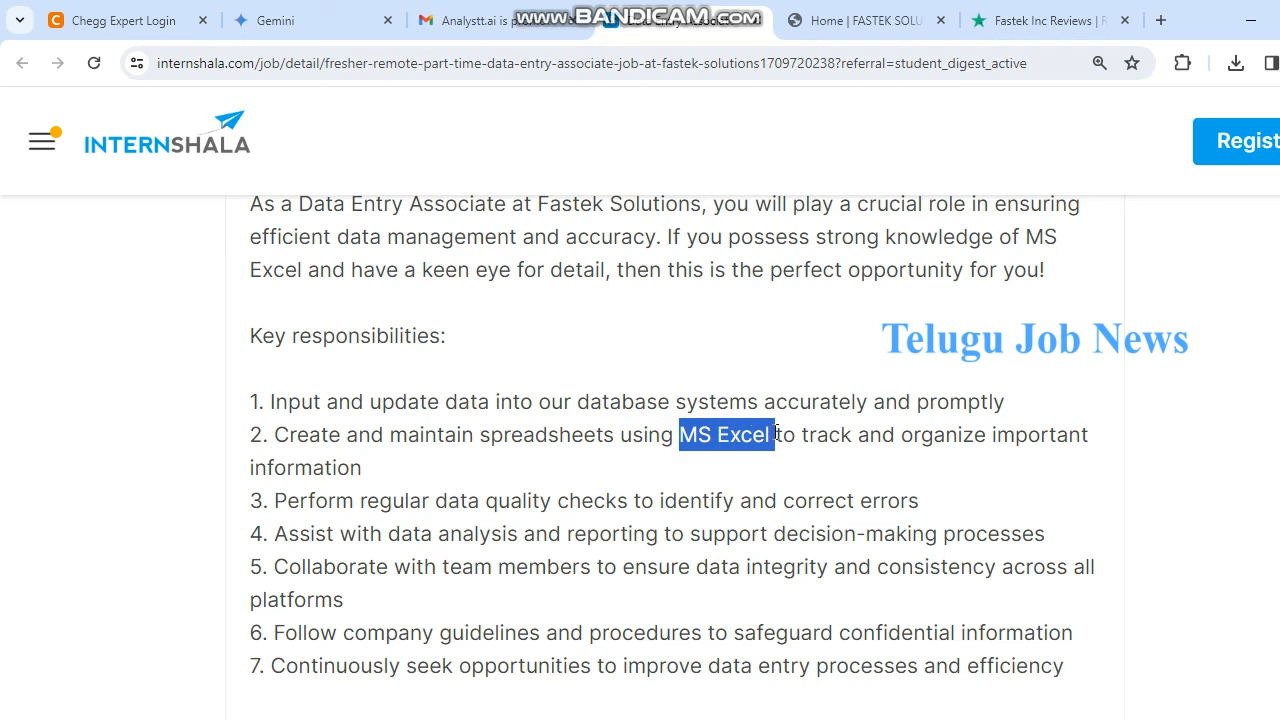 Chegg Expert Login
Gemini
Analystt.ai is
www.BANDICAM.com
Home | FASTEK SOLU
Fastek Inc Reviews |
internshala.com/job/detail/fresher-remote-part-time-data-entry-associate-job-at-fastek-solutions1709720238?referral=student_digest_active
INTERNSHALA
Regist
As a Data Entry Associate at Fastek Solutions, you will play a crucial role in ensuring
efficient data management and accuracy. If you possess strong knowledge of MS
Excel and have a keen eye for detail, then this is the perfect opportunity for you!
Key responsibilities:
Telugu Job News
1. Input and update data into our database systems accurately and promptly
2. Create and maintain spreadsheets using MS Excel to track and organize important
information
3. Perform regular data quality checks to identify and correct errors
4. Assist with data analysis and reporting to support decision-making processes
5. Collaborate with team members to ensure data integrity and consistency across all
platforms
6. Follow company guidelines and procedures to safeguard confidential information
7. Continuously seek opportunities to improve data entry processes and efficiency